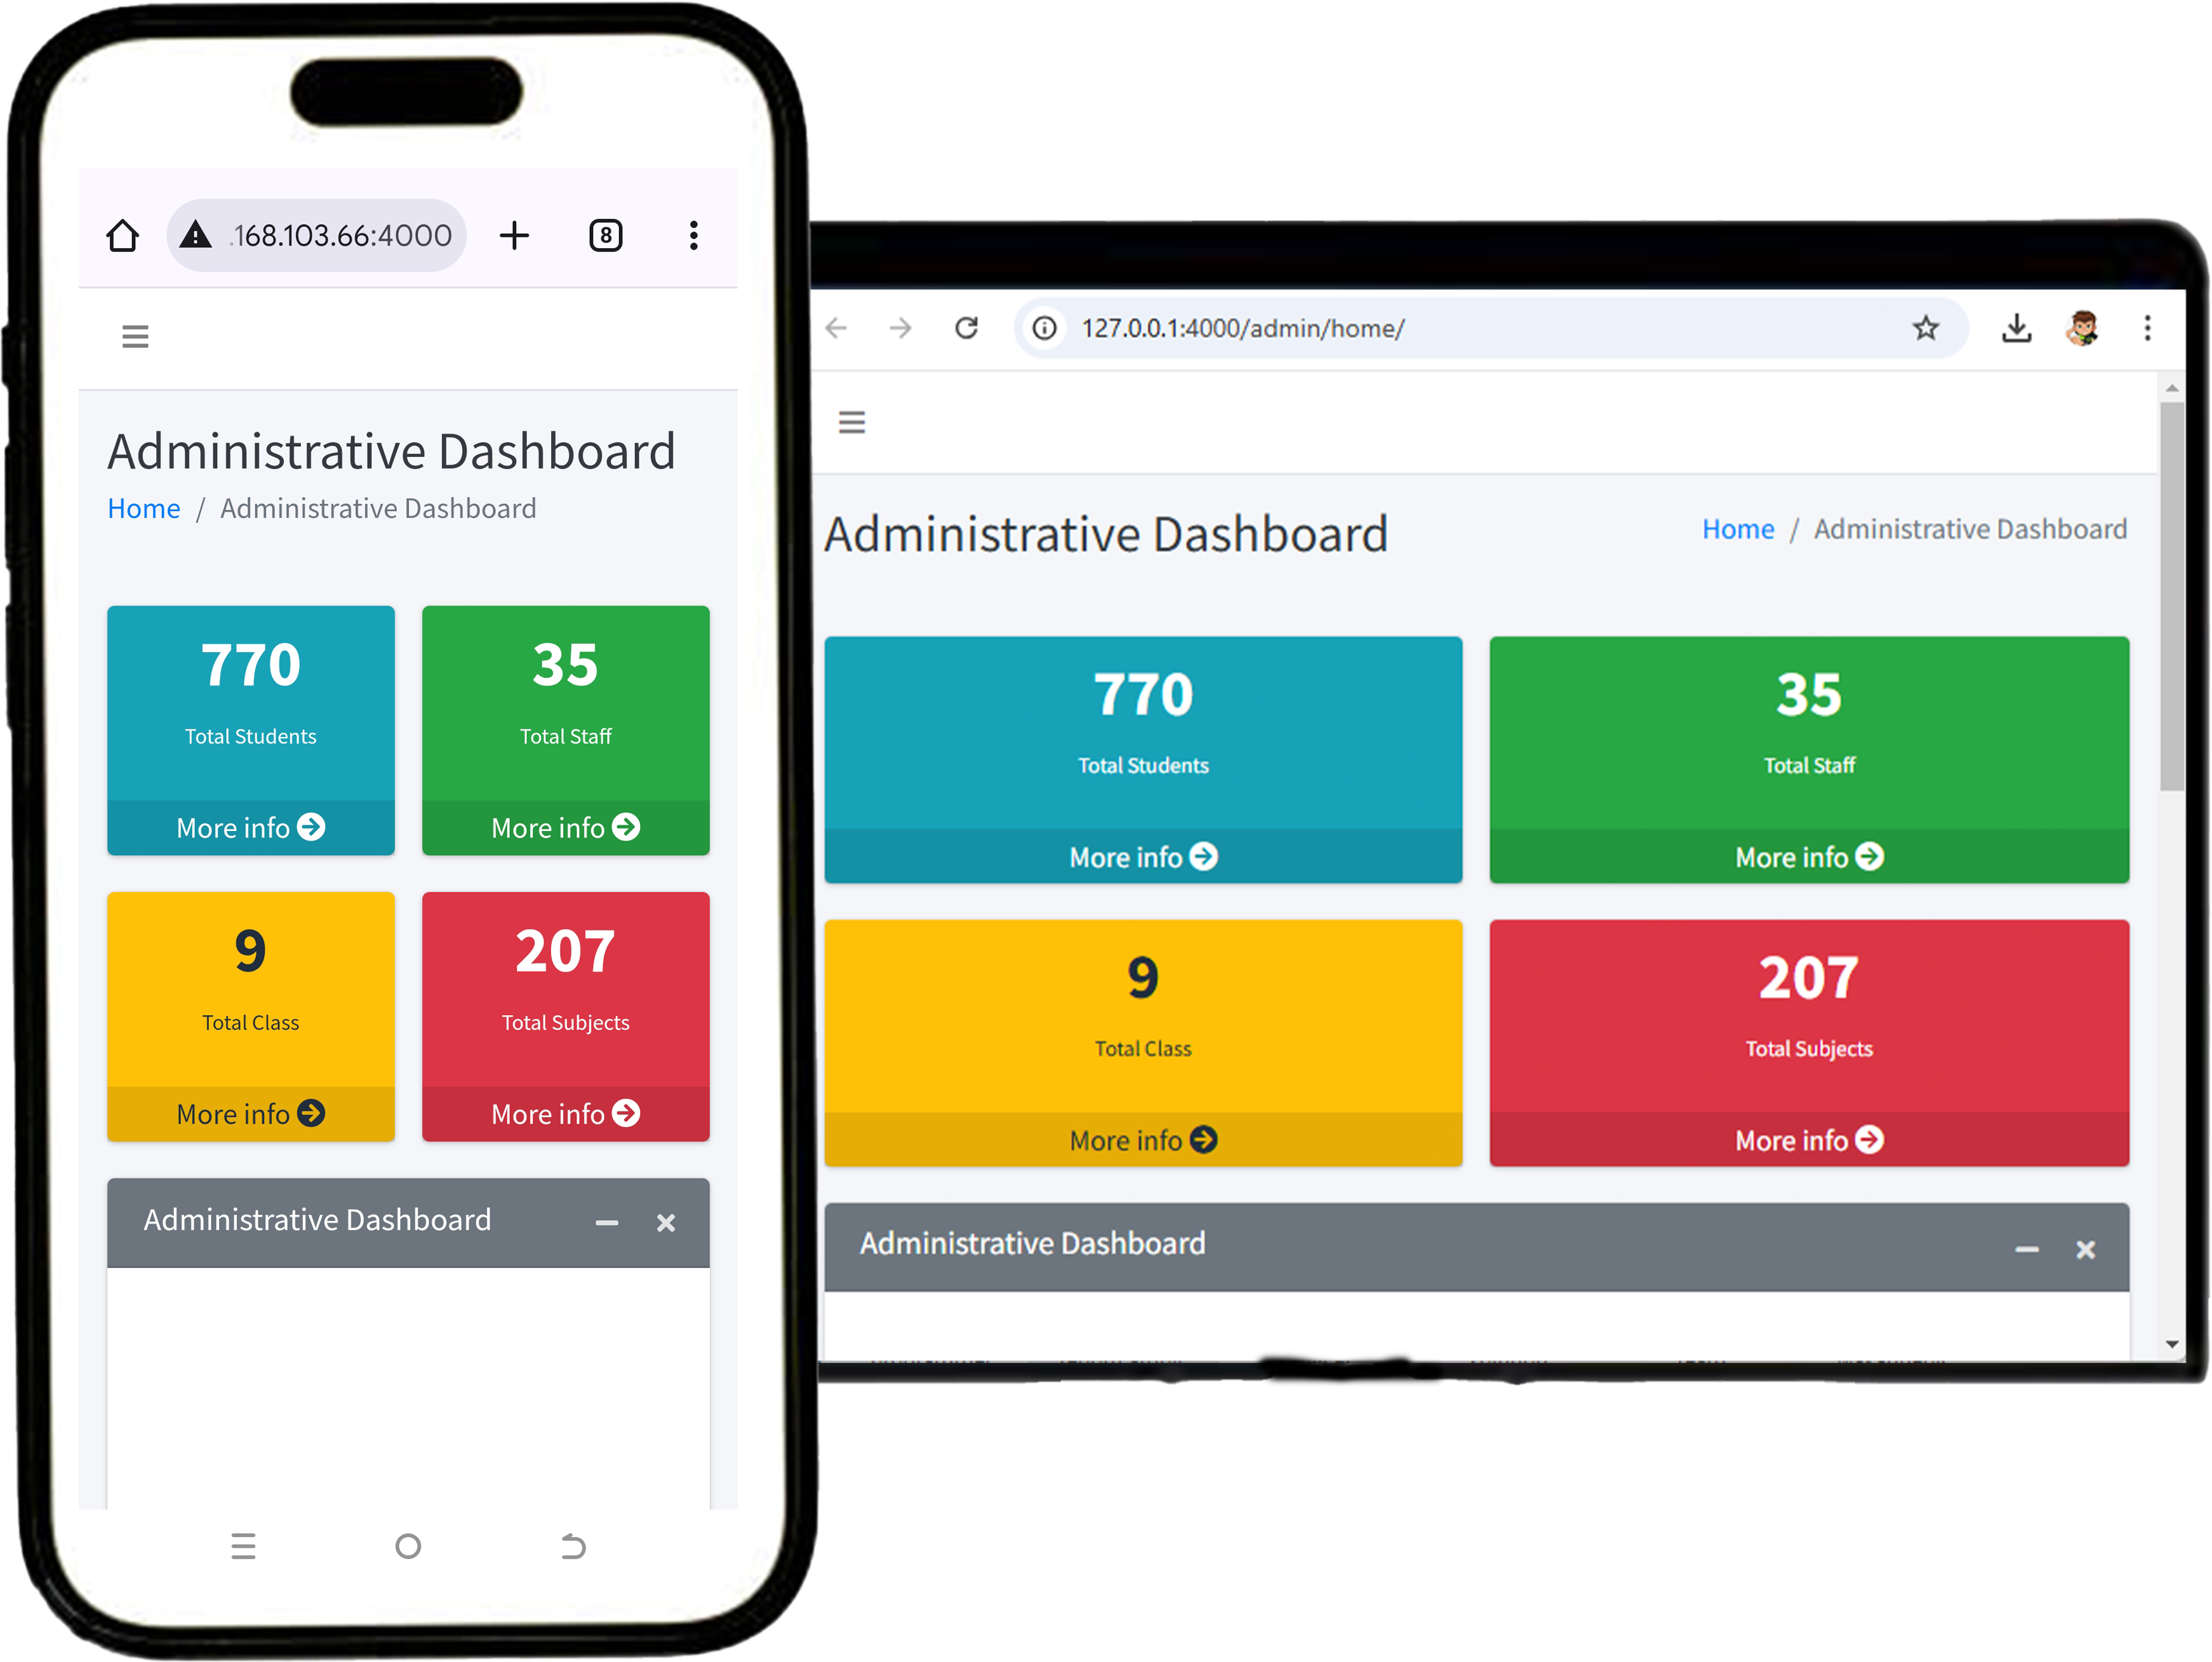 .168.103.66:4000
8
Administrative Dashboard
Home / Administrative Dashboard
770
Total Students
More info
35
Total Staff
More info
9
Total Class
More info
207
Total Subjects
More info
Administrative Dashboard
127.0.0.1:4000/admin/home/
Administrative Dashboard
Home / Administrative Dashboard
770
Total Students
More info
35
Total Staff
More info
9
Total Class
More info
207
Total Subjects
More info
Administrative Dashboard